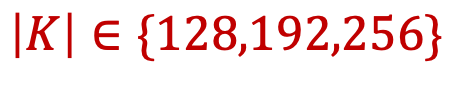 |K| ∈ {128,192,256}